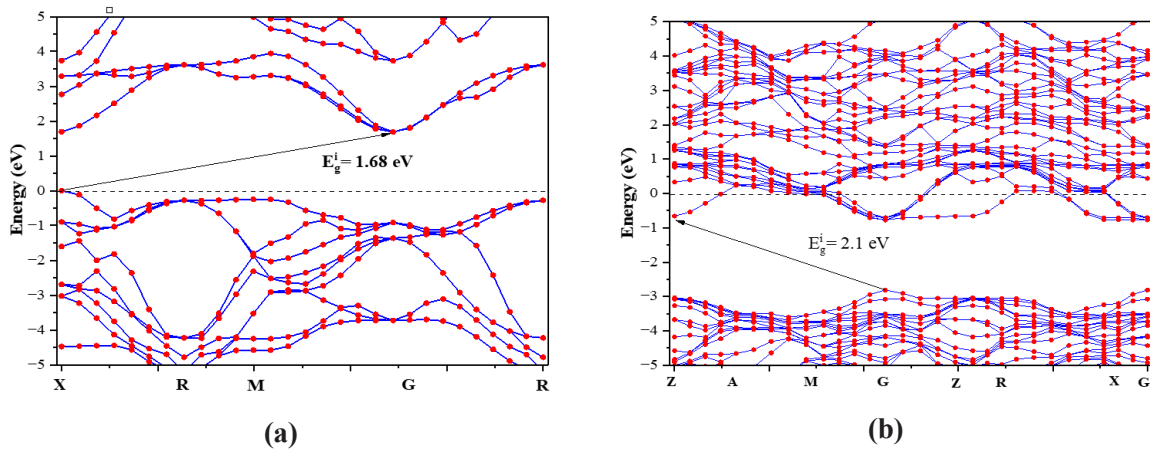 5
4
3
2
1
0
−1
−2
−3
−4
−5
Energy (eV)
E_g^i = 1.68 eV
X R M G R
(a)
5
4
3
2
1
0
−1
−2
−3
−4
−5
Energy (eV)
E_g^i = 2.1 eV
Z A M G Z R X G
(b)